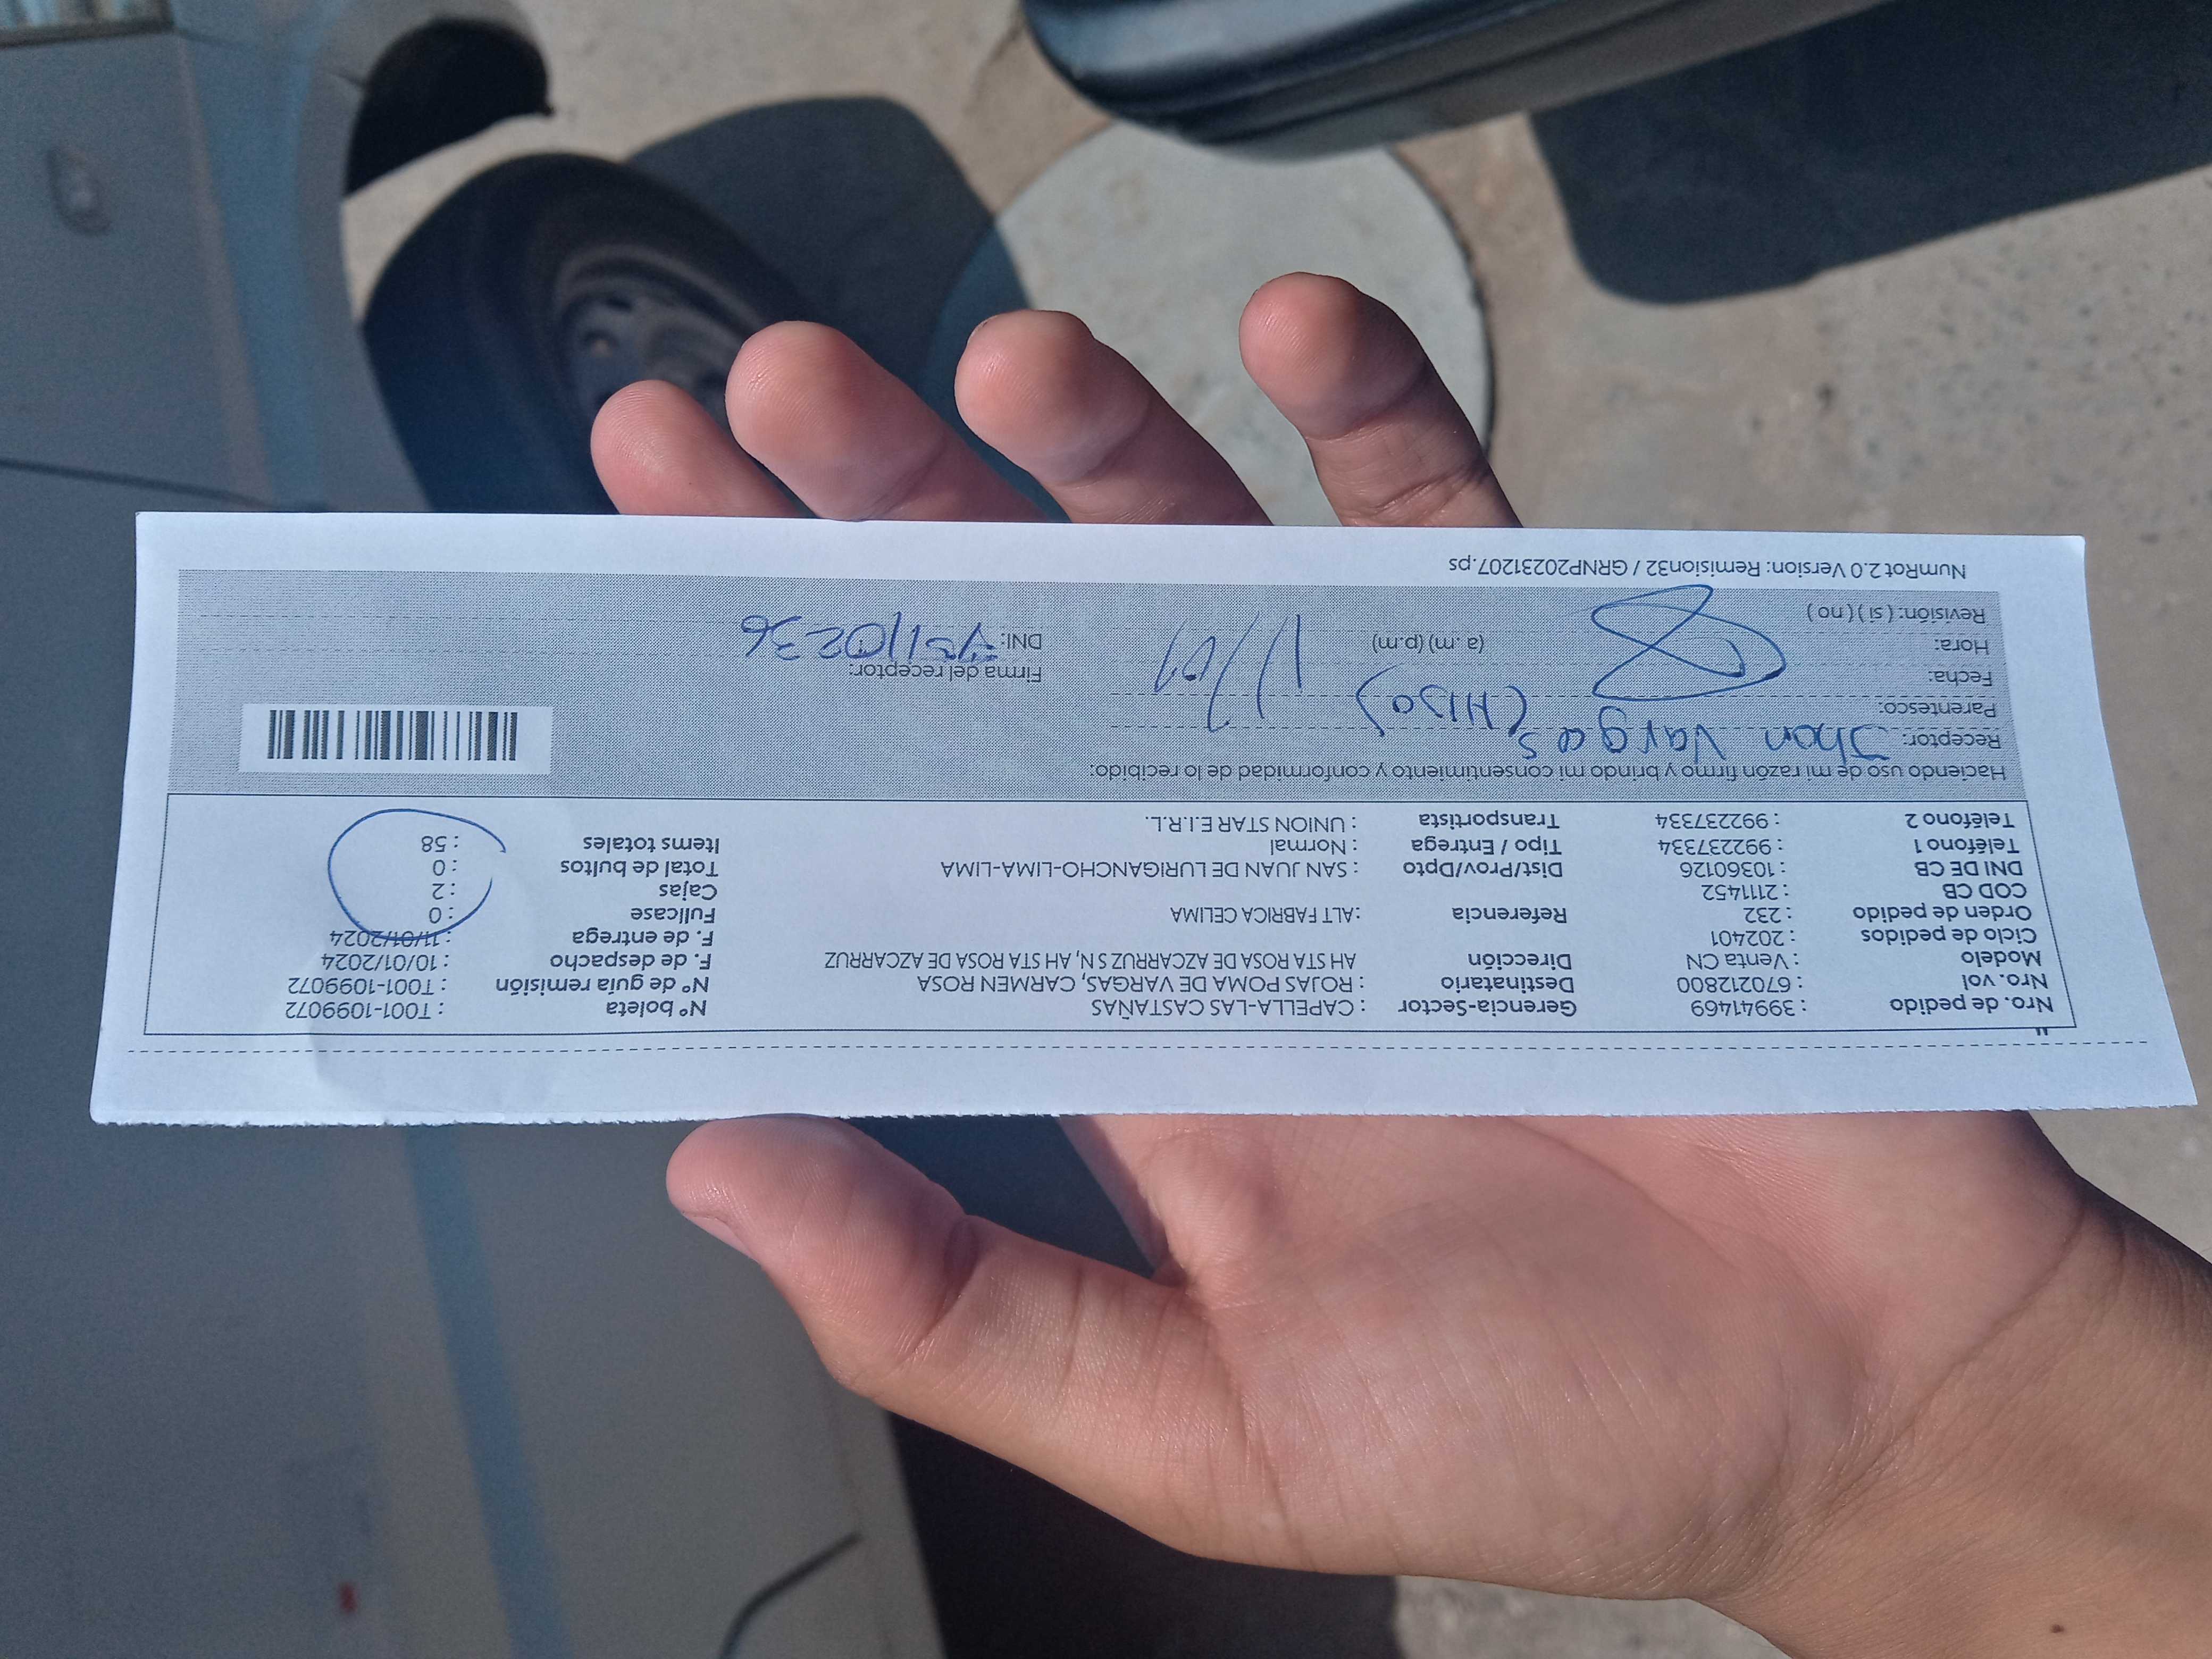 Nro. de pedido : 39941469 Gerencia-Sector : CAPELLA-LAS CASTAÑAS N° boleta : T001-1099072
Nro. vol : 670212800 Destinatario : ROJAS POMA DE VARGAS, CARMEN ROSA N° de guía remisión : T001-1099072
Modelo : Venta CN Dirección AH STA ROSA DE AZCARRUZ S N, AH STA ROSA DE AZCARRUZ F. de despacho : 10/01/2024
Ciclo de pedidos : 202401 F. de entrega : 11/01/2024
Orden de pedido : 232 Referencia : ALT FABRICA CELIMA Fullcase : 0
COD CB : 2111452 Cajas : 2
DNI DE CB : 10360126 Dist/Prov/Dpto : SAN JUAN DE LURIGANCHO-LIMA-LIMA Total de bultos : 0
Teléfono 1 : 992237334 Tipo / Entrega : Normal Items totales : 58
Teléfono 2 : 992237334 Transportista : UNION STAR E.I.R.L.
Haciendo uso de mi razón firmo y brindo mi consentimiento y conformidad de lo recibido:
Receptor: Jhon Vargas
Parentesco: (HIJO)
Fecha: 11/01 Firma del receptor:
Hora: (a. m) (p.m) DNI: 75110236
Revisión: ( si ) ( no )
NumRot 2.0 Version: Remision32 / GRNP20231207.ps